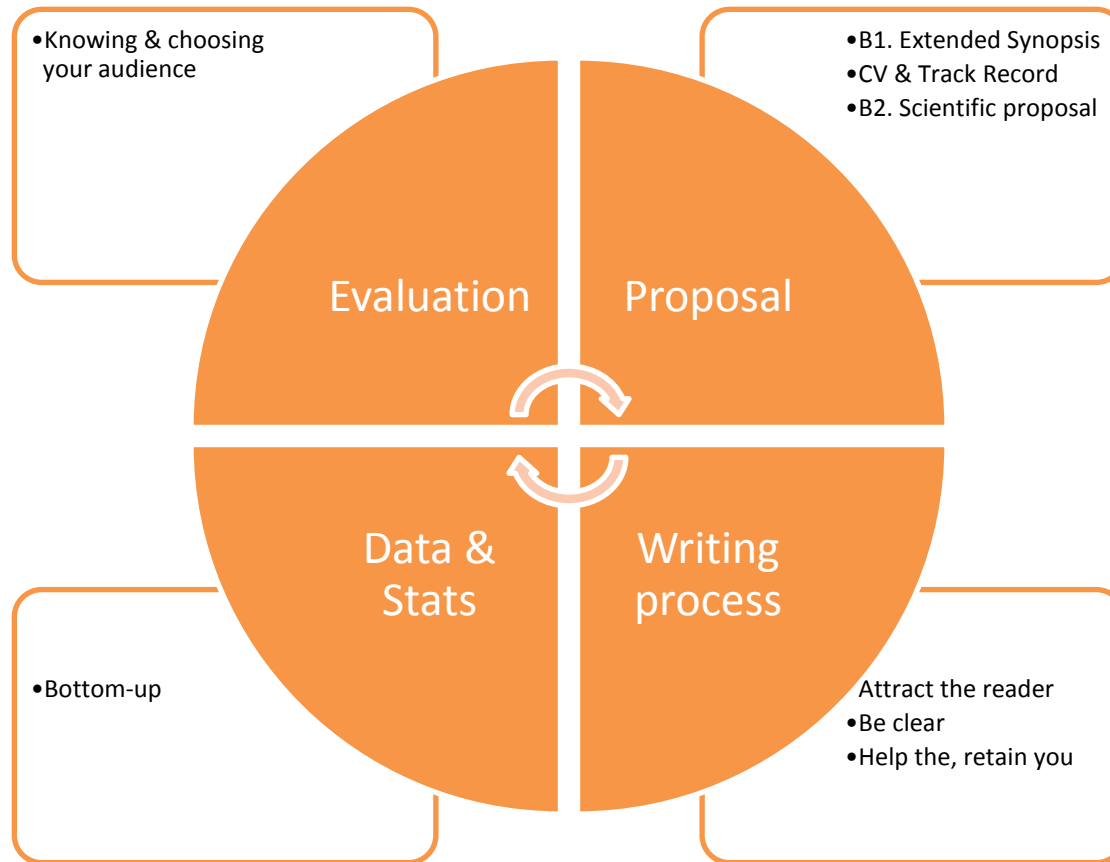 •Knowing & choosing
your audience
•B1. Extended Synopsis
•CV & Track Record
•B2. Scientific proposal
Evaluation
Proposal
Data &
Stats
Writing
process
•Bottom-up
Attract the reader
•Be clear
•Help the, retain you